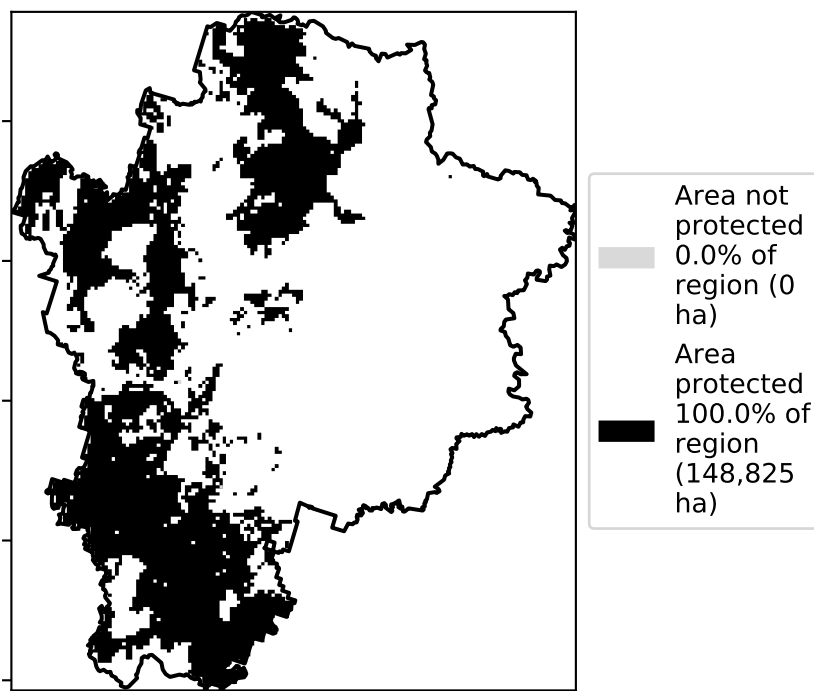 Area not
protected
0.0% of
region (0
ha)
Area
protected
100.0% of
region
(148,825
ha)